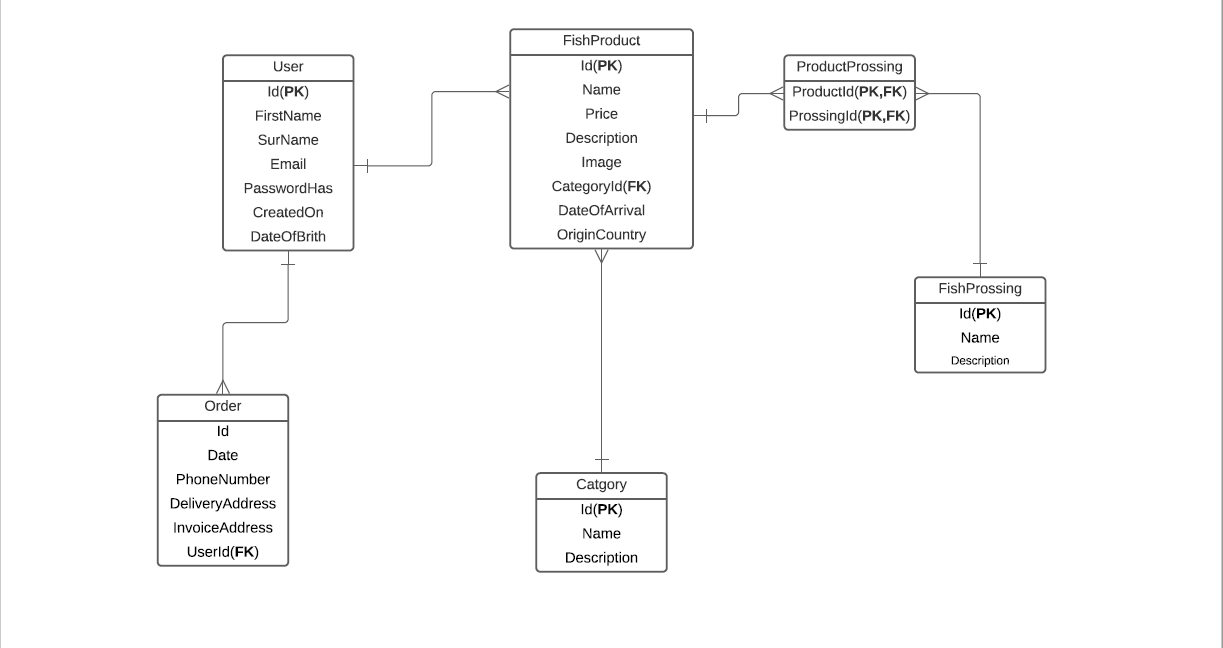 User
Id(PK)
FirstName
SurName
Email
PasswordHas
CreatedOn
DateOfBrith
FishProduct
Id(PK)
Name
Price
Description
Image
CategoryId(FK)
DateOfArrival
OriginCountry
ProductProssing
ProductId(PK,FK)
ProssingId(PK,FK)
FishProssing
Id(PK)
Name
Description
Order
Id
Date
PhoneNumber
DeliveryAddress
InvoiceAddress
UserId(FK)
Catgory
Id(PK)
Name
Description